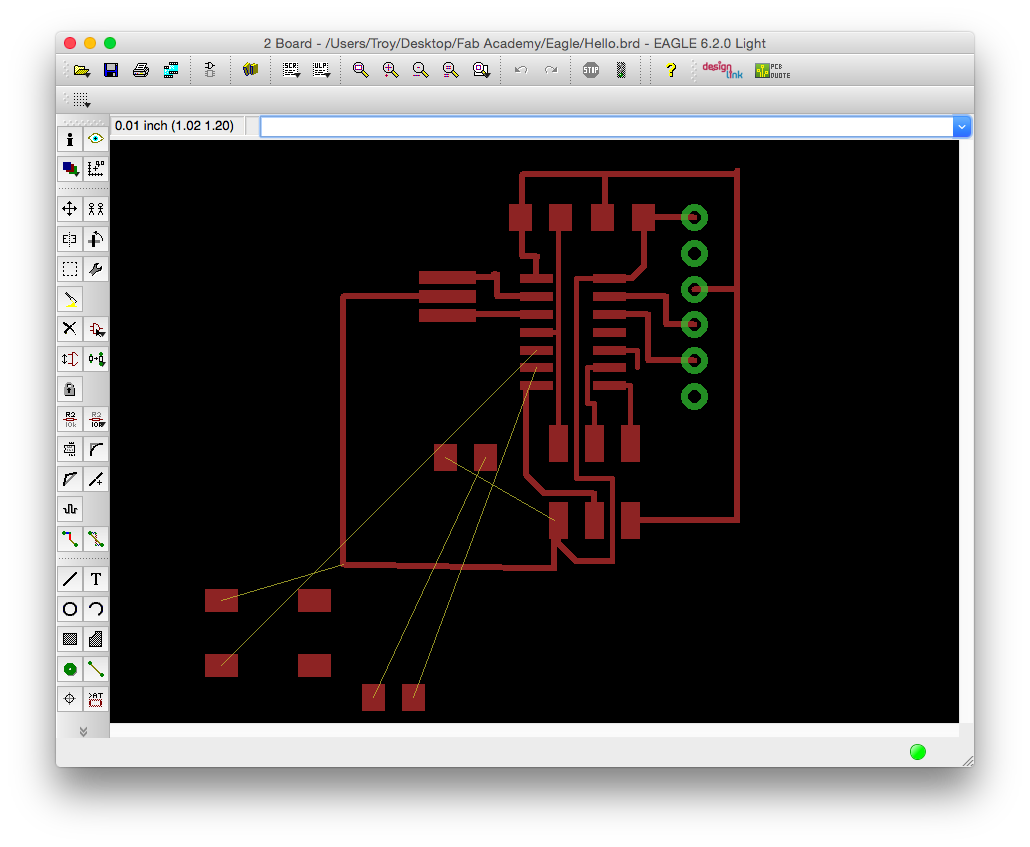 2 Board - /Users/Troy/Desktop/Fab Academy/Eagle/Hello.brd - EAGLE 6.2.0 Light
SCR ULP STOP ? design link PCB QUOTE
0.01 inch (1.02 1.20)
i
R2 10k R2 10k
T
>AT